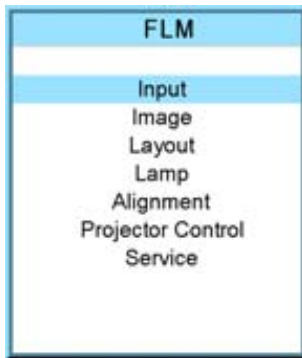 FLM
Input
Image
Layout
Lamp
Alignment
Projector Control
Service